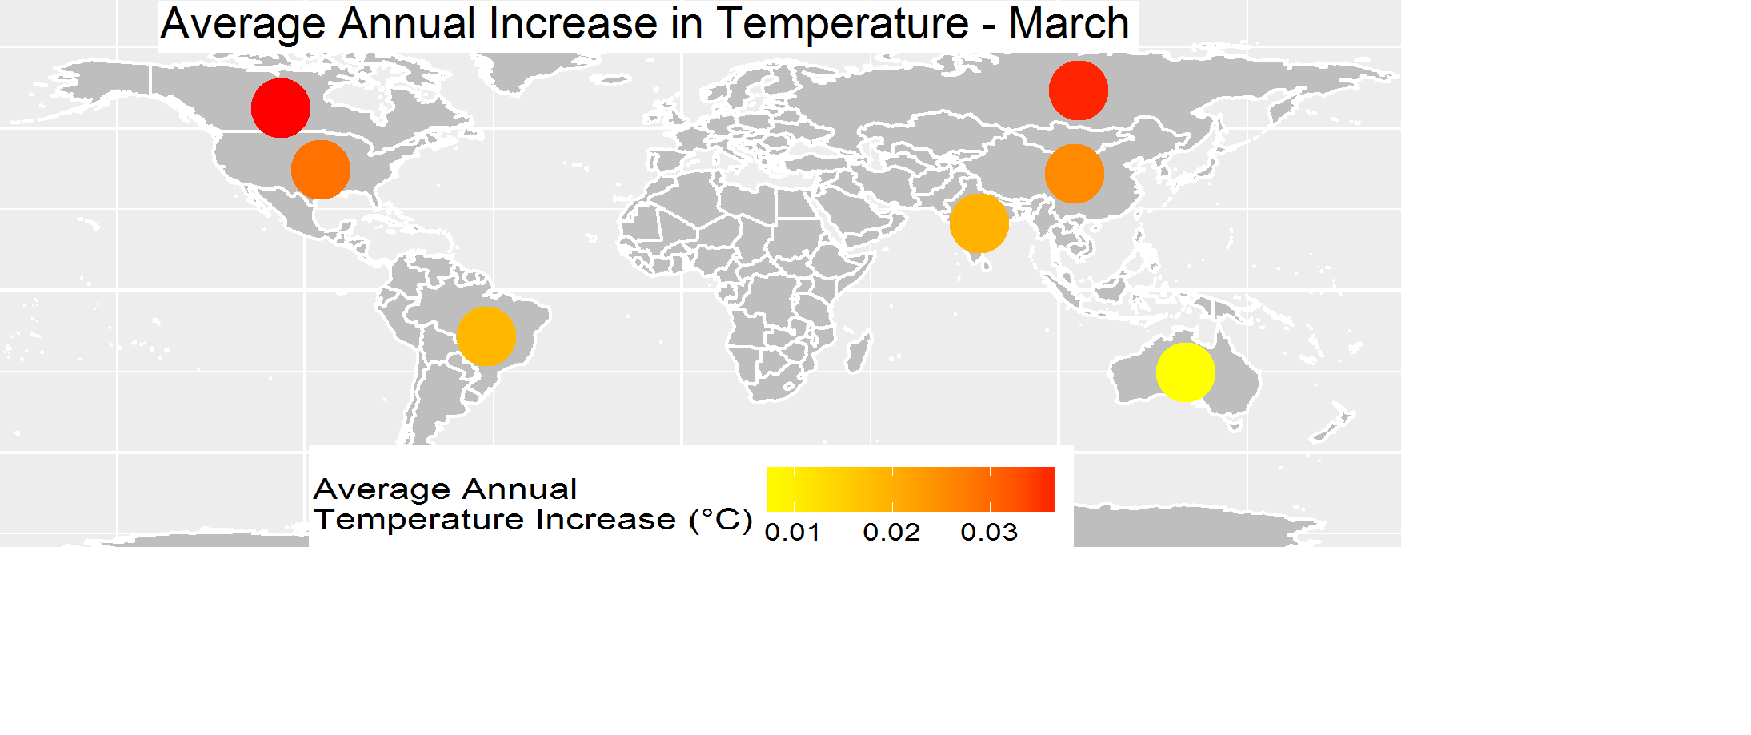 Average Annual Increase in Temperature - March
Average Annual
Temperature Increase (°C)
0.01 0.02 0.03